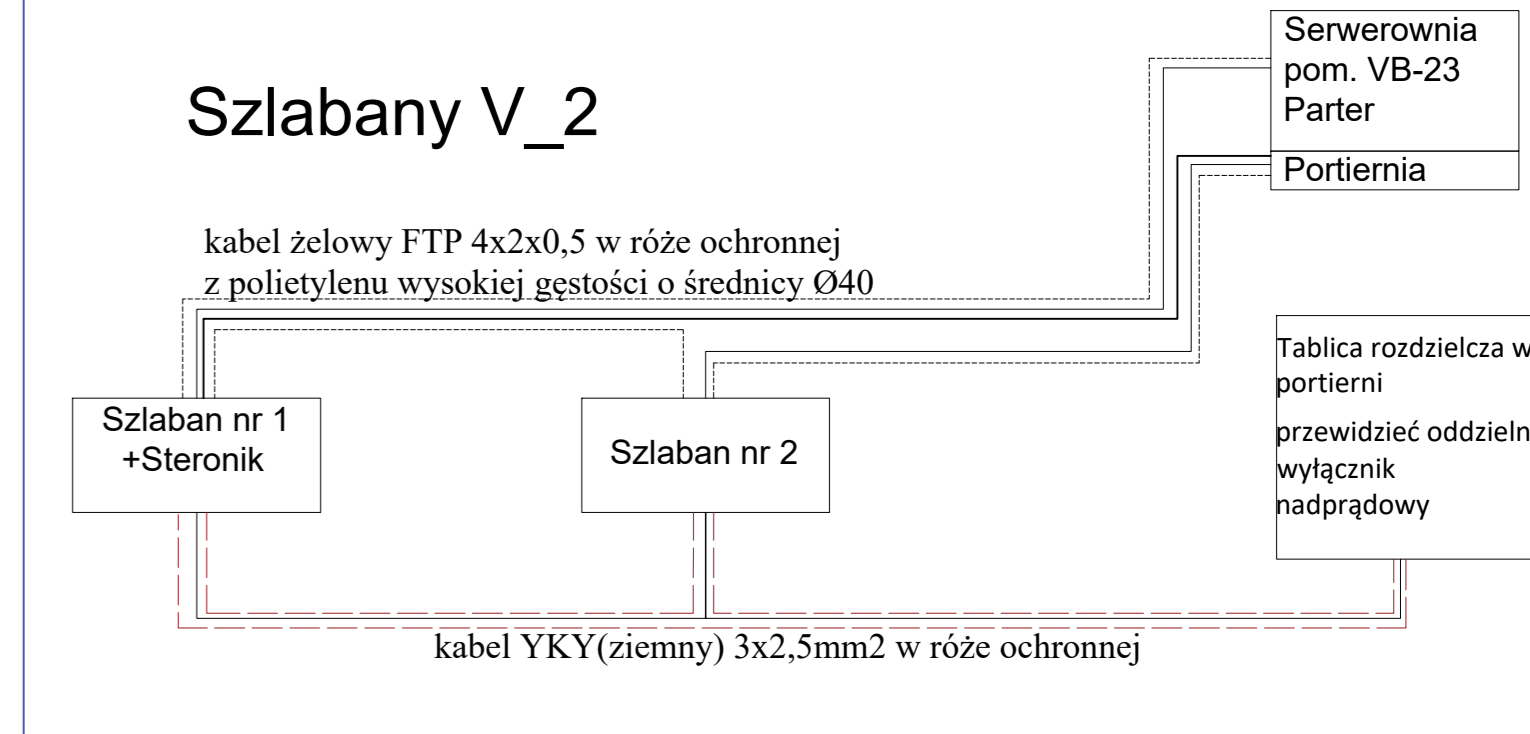 Szlabany V_2
Serwerownia
pom. VB-23
Parter
Portiernia
kabel żelowy FTP 4x2x0,5 w róże ochronnej
z polietylenu wysokiej gęstości o średnicy Ø40
Szlaban nr 1
+Steronik
Szlaban nr 2
Tablica rozdzielcza w
portierni
przewidzieć oddzieln
wyłącznik
nadprądowy
kabel YKY(ziemny) 3x2,5mm2 w róże ochronnej